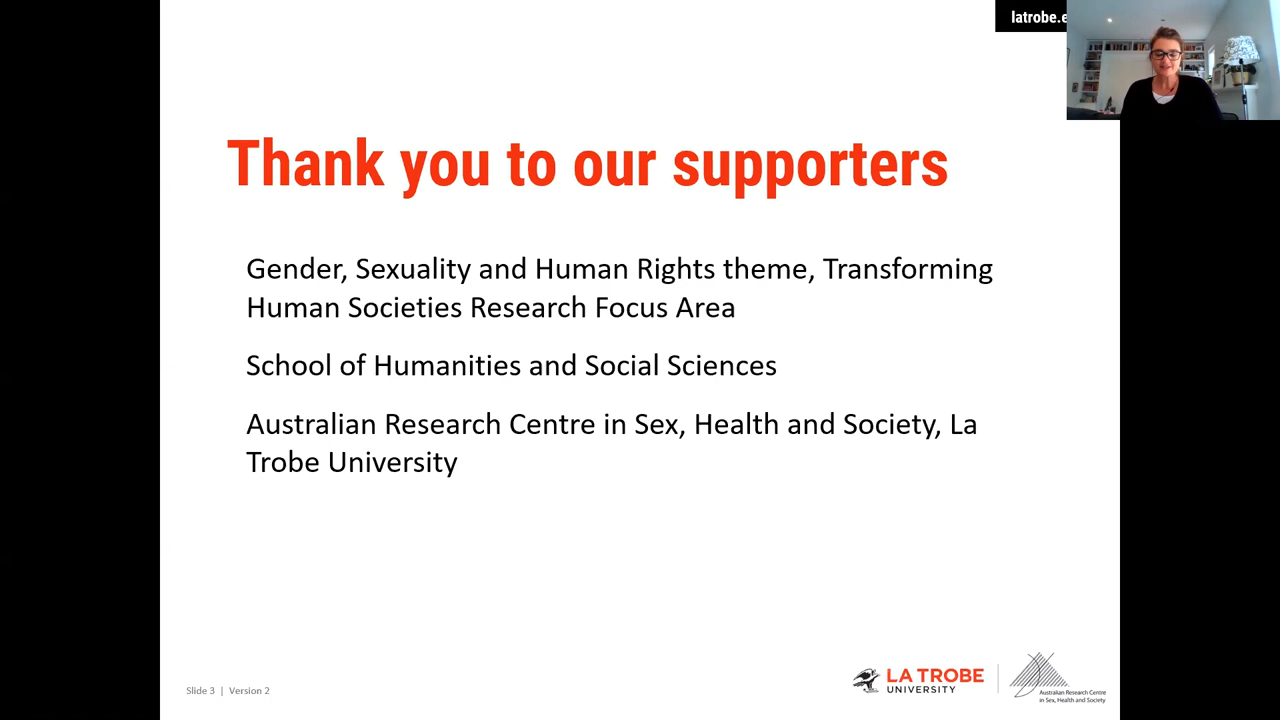 latrobe.e
Thank you to our supporters
Gender, Sexuality and Human Rights theme, Transforming
Human Societies Research Focus Area
School of Humanities and Social Sciences
Australian Research Centre in Sex, Health and Society, La
Trobe University
Slide 3 | Version 2
LA TROBE
UNIVERSITY
Australian Research Centre
in Sex, Health and Society